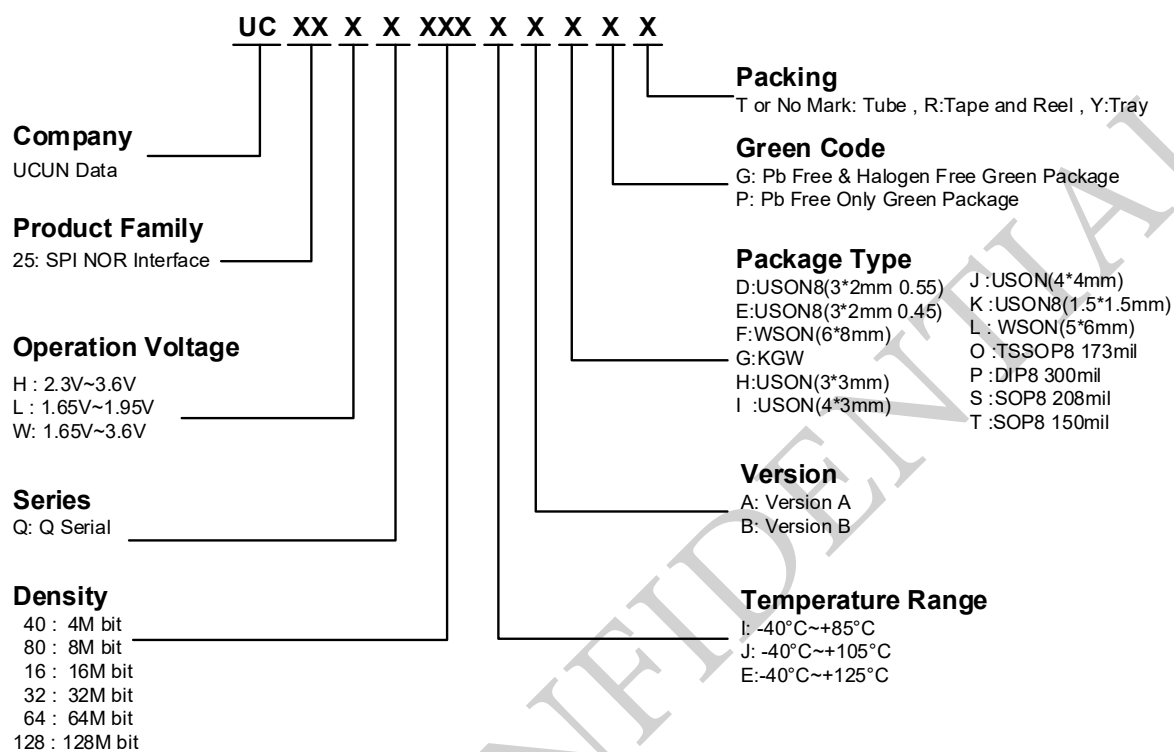 UC XX X X XXX X X X X X
Company
UCUN Data
Product Family
25: SPI NOR Interface
Operation Voltage
H : 2.3V~3.6V
L : 1.65V~1.95V
W: 1.65V~3.6V
Series
Q: Q Serial
Density
40 : 4M bit
80 : 8M bit
16 : 16M bit
32 : 32M bit
64 : 64M bit
128 : 128M bit
Packing
T or No Mark: Tube , R:Tape and Reel , Y:Tray
Green Code
G: Pb Free & Halogen Free Green Package
P: Pb Free Only Green Package
Package Type
D:USON8(3*2mm 0.55)
E:USON8(3*2mm 0.45)
F:WSON(6*8mm)
G:KGW
H:USON(3*3mm)
I :USON(4*3mm)
J :USON(4*4mm)
K :USON8(1.5*1.5mm)
L : WSON(5*6mm)
O :TSSOP8 173mil
P :DIP8 300mil
S :SOP8 208mil
T :SOP8 150mil
Version
A: Version A
B: Version B
Temperature Range
I: -40°C~+85°C
J: -40°C~+105°C
E:-40°C~+125°C
NFIDENTIAL